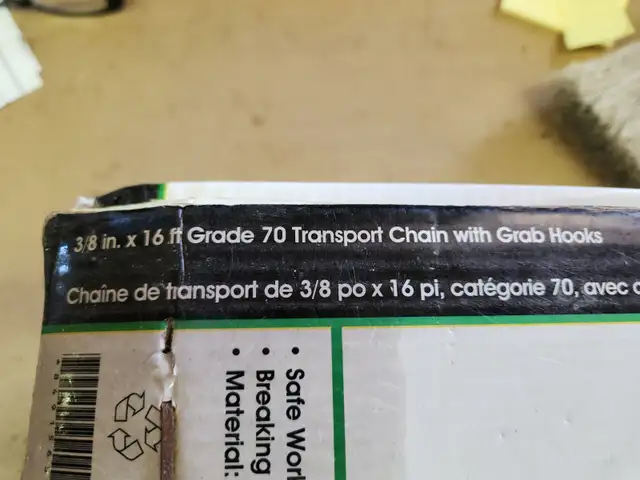 3/8 in. x 16 ft Grade 70 Transport Chain with Grab Hooks
Chaîne de transport de 3/8 po x 16 pi, catégorie 70, avec
• Safe
• Breaking
• Material: